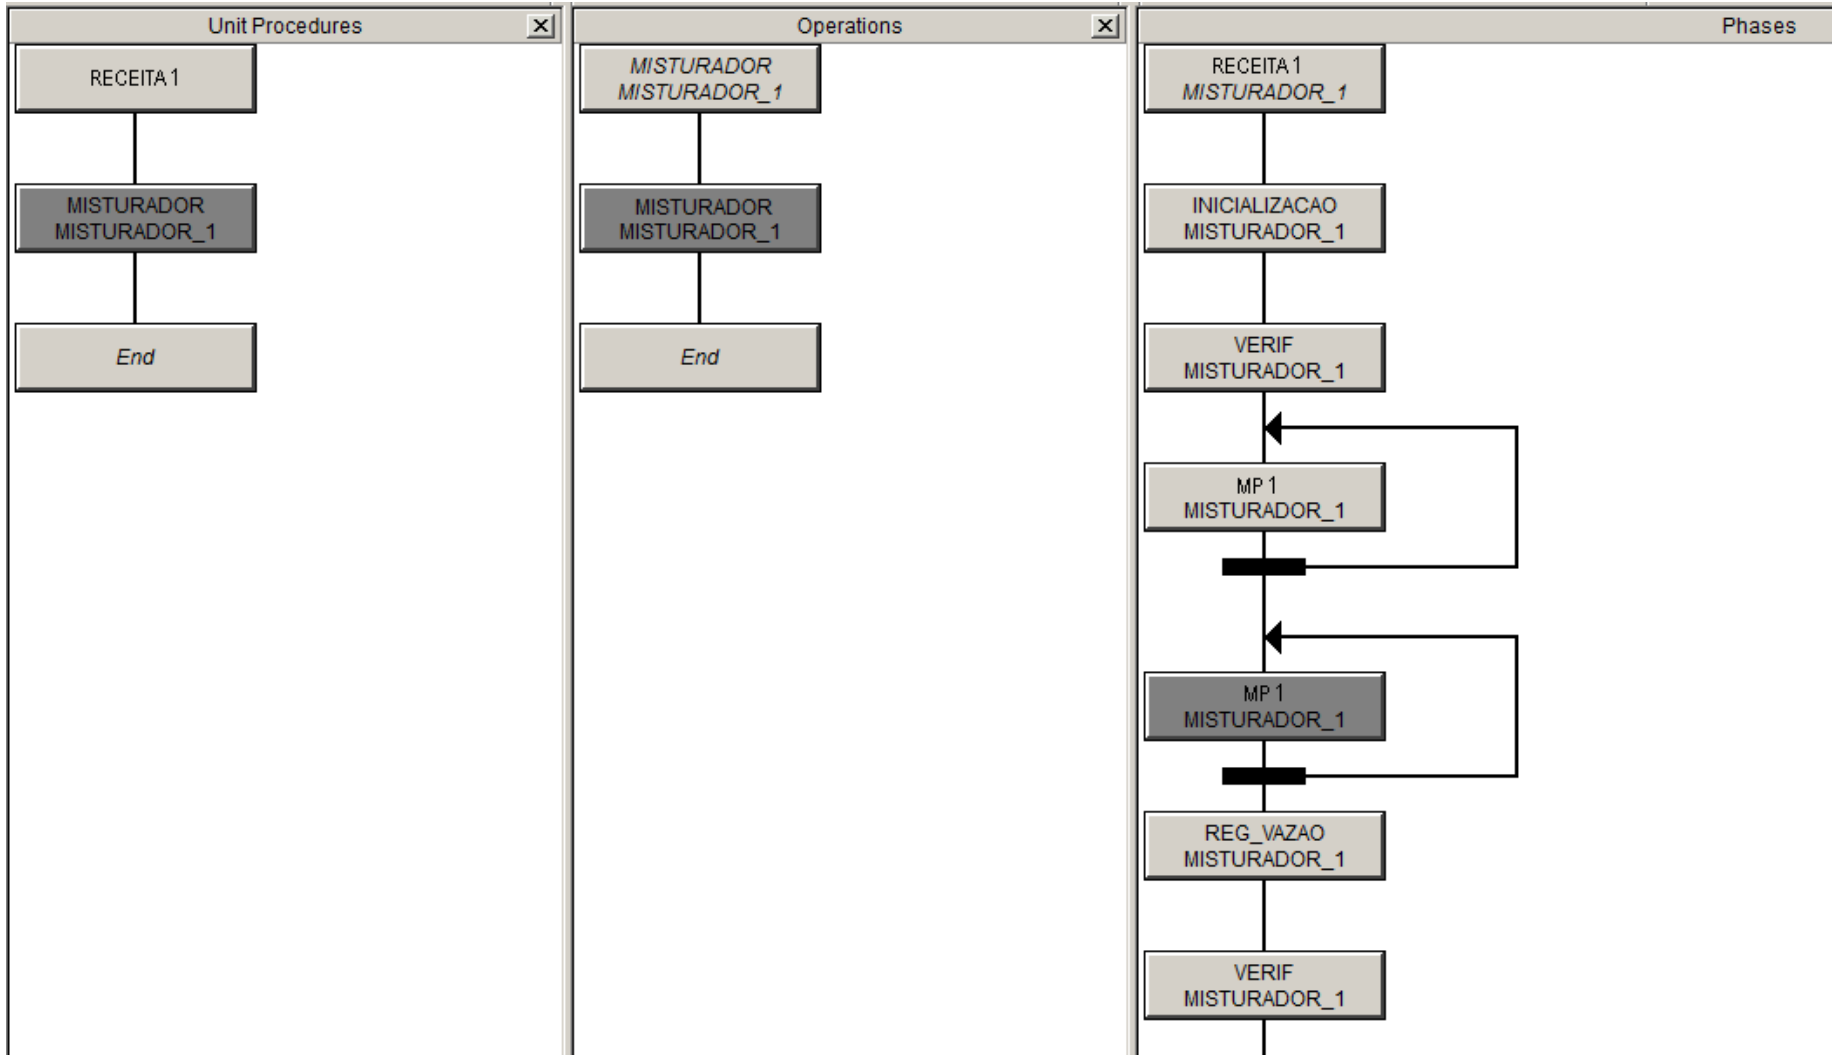 Unit Procedures
RECEITA 1
MISTURADOR
MISTURADOR_1
End
Operations
MISTURADOR
MISTURADOR_1
MISTURADOR
MISTURADOR_1
End
Phases
RECEITA 1
MISTURADOR_1
INICIALIZACAO
MISTURADOR_1
VERIF
MISTURADOR_1
MP 1
MISTURADOR_1
MP 1
MISTURADOR_1
REG_VAZAO
MISTURADOR_1
VERIF
MISTURADOR_1